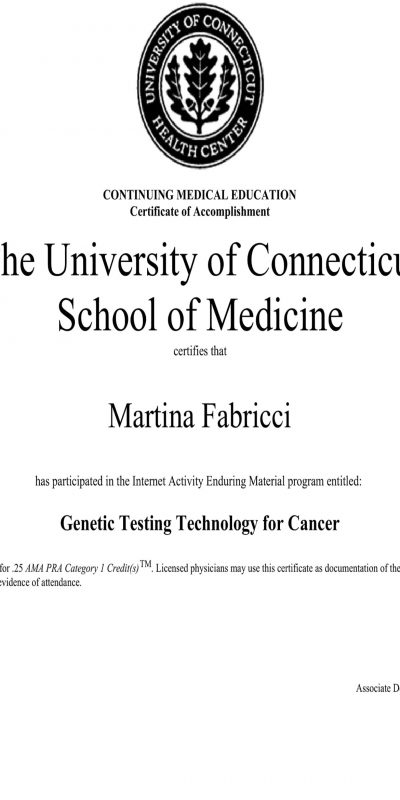 UNIVERSITY OF CONNECTICUT
HEALTH CENTER
CONTINUING MEDICAL EDUCATION
Certificate of Accomplishment
he University of Connecticu
School of Medicine
certifies that
Martina Fabricci
has participated in the Internet Activity Enduring Material program entitled:
Genetic Testing Technology for Cancer
for .25 AMA PRA Category 1 Credit(s)TM. Licensed physicians may use this certificate as documentation of the
evidence of attendance.
Associate D